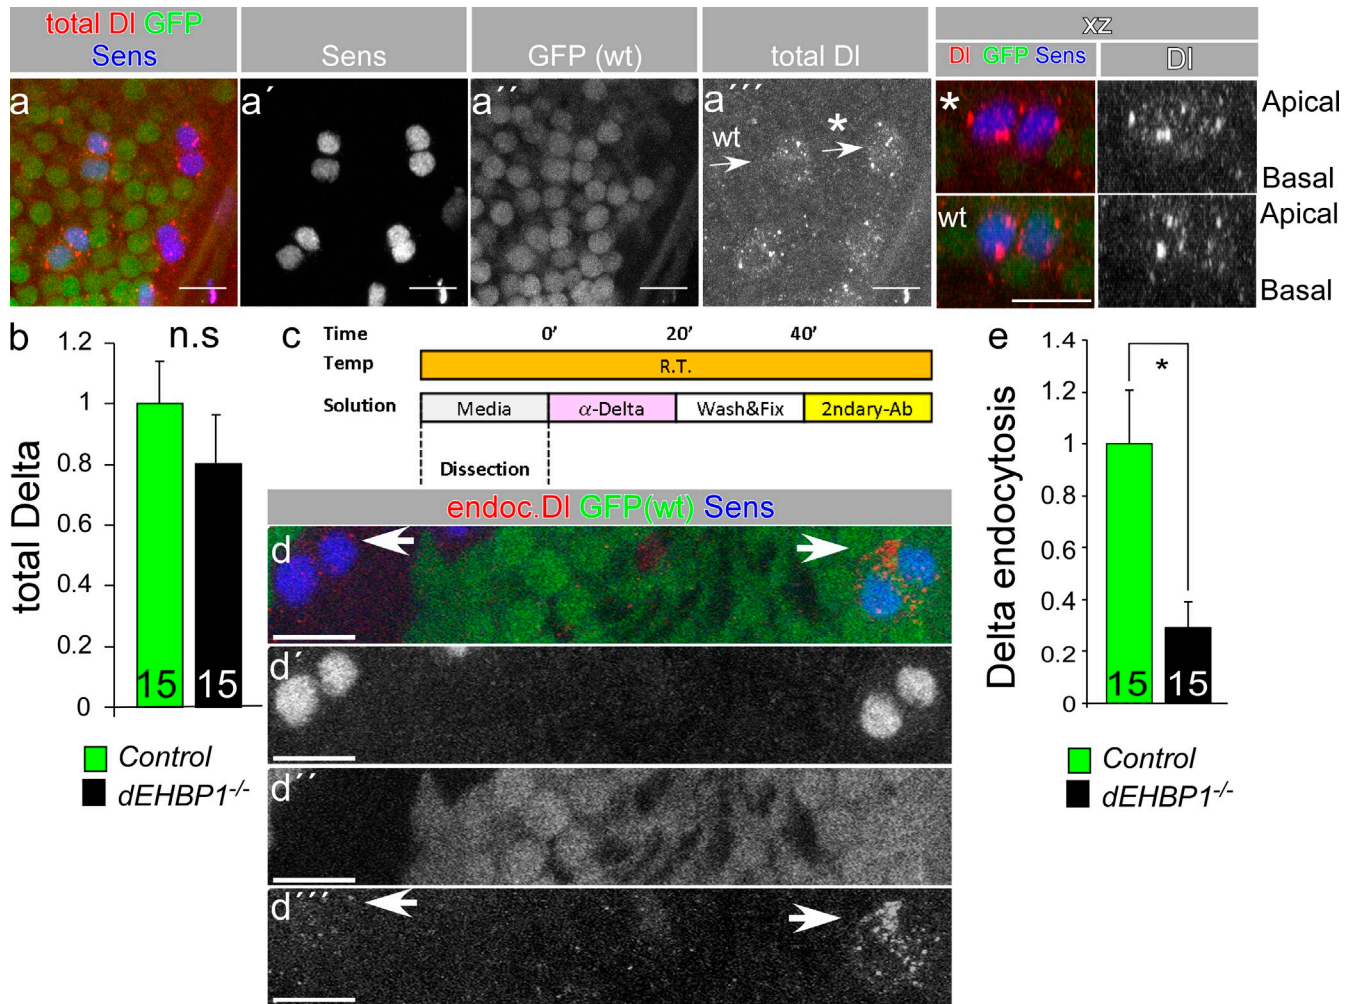 total Dl GFP
Sens
Sens
GFP (wt)
total Dl
xz
Dl GFP Sens
Dl
a
a´
a´´
a´´´
wt
*
*
Apical
Basal
wt
Apical
Basal
b
n.s
1.2
1
0.8
0.6
0.4
0.2
0
total Delta
15
15
Control
dEHBP1-/-
c
Time
0’
20’
40’
Temp
R.T.
Solution
Media
α-Delta
Wash&Fix
2ndary-Ab
Dissection
endoc.Dl GFP(wt) Sens
d
d´
d´´
d´´´
e
1.4
1.2
1
0.8
0.6
0.4
0.2
0
Delta endocytosis
*
15
15
Control
dEHBP1-/-